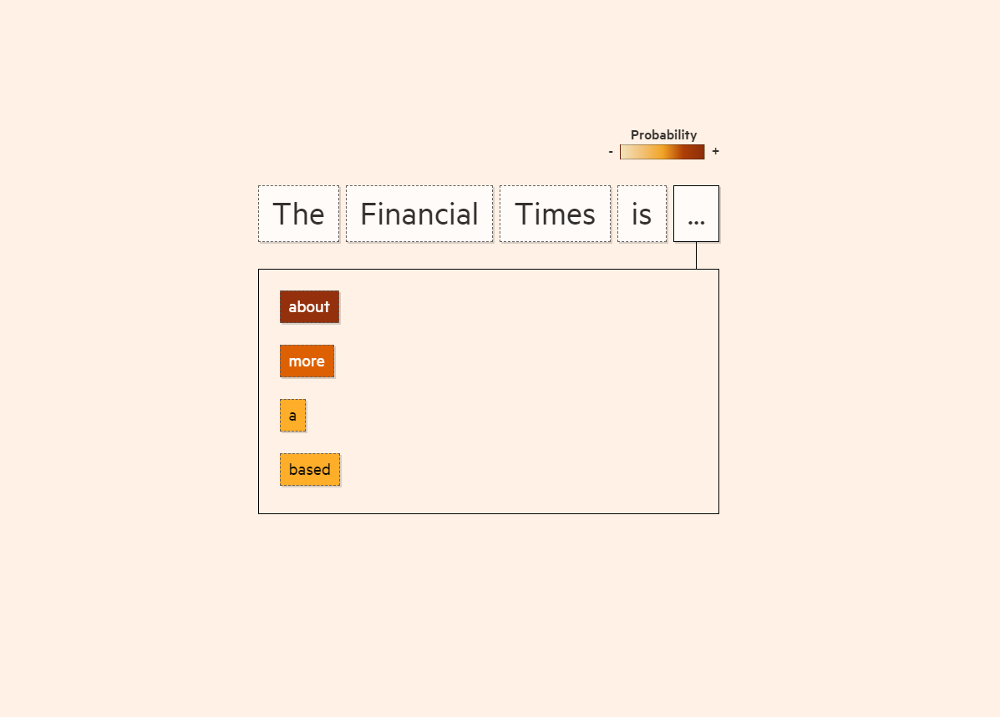 Probability
- +
The Financial Times is ...
about
more
a
based